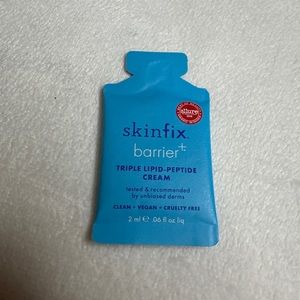 allure
skinfix
barrier+
TRIPLE LIPID-PEPTIDE
CREAM
tested & recommended
by unbiased derms
CLEAN + VEGAN + CRUELTY FREE
2 ml ℮ .06 fl oz liq